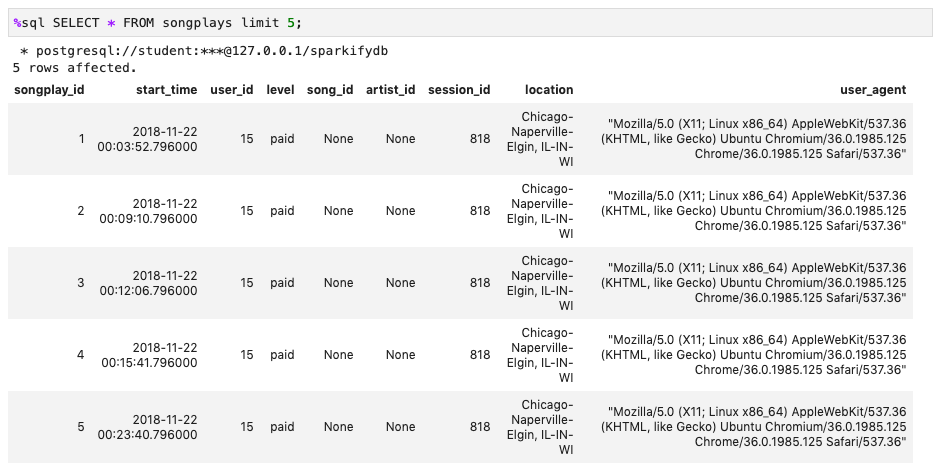 %sql SELECT * FROM songplays limit 5;
* postgresql://student:***@127.0.0.1/sparkifydb
5 rows affected.
songplay_id start_time user_id level song_id artist_id session_id location user_agent
1 2018-11-22 00:03:52.796000 15 paid None None 818 Chicago-Naperville-Elgin, IL-IN-WI "Mozilla/5.0 (X11; Linux x86_64) AppleWebKit/537.36 (KHTML, like Gecko) Ubuntu Chromium/36.0.1985.125 Chrome/36.0.1985.125 Safari/537.36"
2 2018-11-22 00:09:10.796000 15 paid None None 818 Chicago-Naperville-Elgin, IL-IN-WI "Mozilla/5.0 (X11; Linux x86_64) AppleWebKit/537.36 (KHTML, like Gecko) Ubuntu Chromium/36.0.1985.125 Chrome/36.0.1985.125 Safari/537.36"
3 2018-11-22 00:12:06.796000 15 paid None None 818 Chicago-Naperville-Elgin, IL-IN-WI "Mozilla/5.0 (X11; Linux x86_64) AppleWebKit/537.36 (KHTML, like Gecko) Ubuntu Chromium/36.0.1985.125 Chrome/36.0.1985.125 Safari/537.36"
4 2018-11-22 00:15:41.796000 15 paid None None 818 Chicago-Naperville-Elgin, IL-IN-WI "Mozilla/5.0 (X11; Linux x86_64) AppleWebKit/537.36 (KHTML, like Gecko) Ubuntu Chromium/36.0.1985.125 Chrome/36.0.1985.125 Safari/537.36"
5 2018-11-22 00:23:40.796000 15 paid None None 818 Chicago-Naperville-Elgin, IL-IN-WI "Mozilla/5.0 (X11; Linux x86_64) AppleWebKit/537.36 (KHTML, like Gecko) Ubuntu Chromium/36.0.1985.125 Chrome/36.0.1985.125 Safari/537.36"